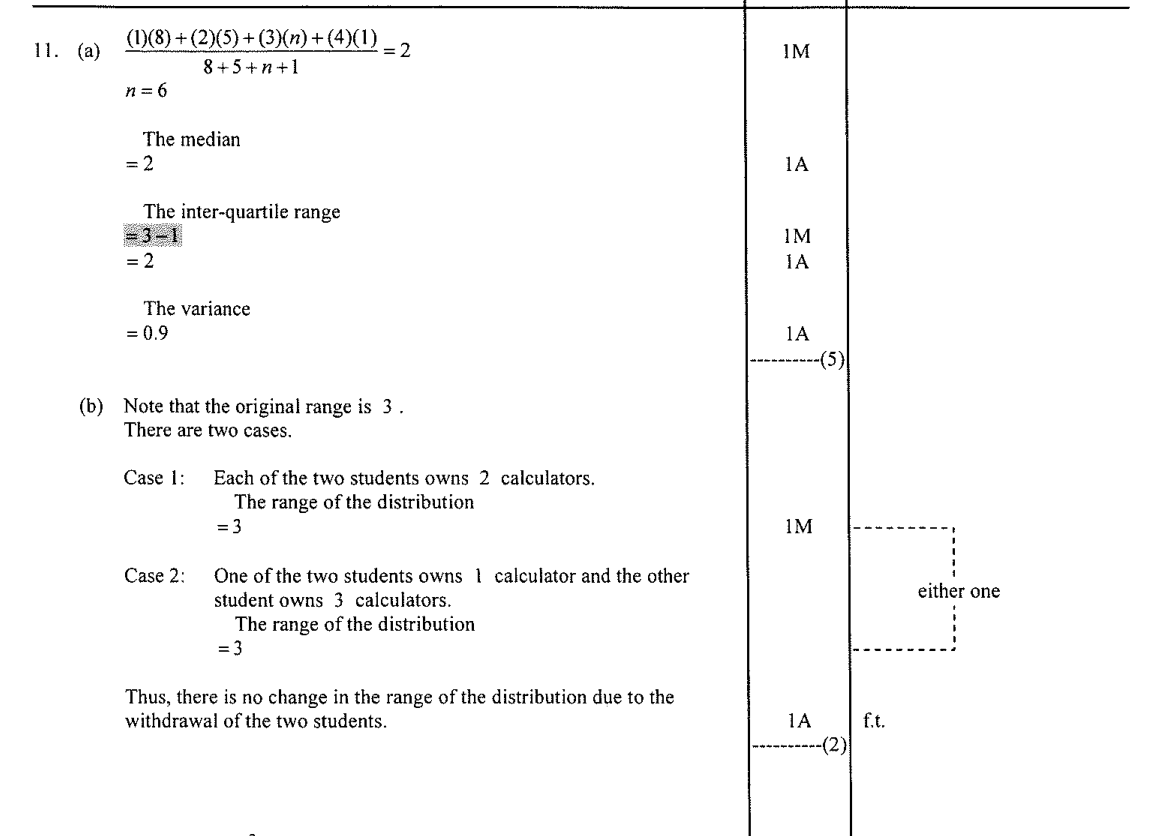 11. (a) (1)(8)+(2)(5)+(3)(n)+(4)(1) / 8+5+n+1 = 2 1M
n = 6
The median
= 2 1A
The inter-quartile range
= 3 – 1 1M
= 2 1A
The variance
= 0.9 1A
----------(5)
(b) Note that the original range is 3 .
There are two cases.
Case 1: Each of the two students owns 2 calculators.
The range of the distribution
= 3 1M
Case 2: One of the two students owns 1 calculator and the other
either one
student owns 3 calculators.
The range of the distribution
= 3
Thus, there is no change in the range of the distribution due to the
withdrawal of the two students. 1A f.t.
----------(2)